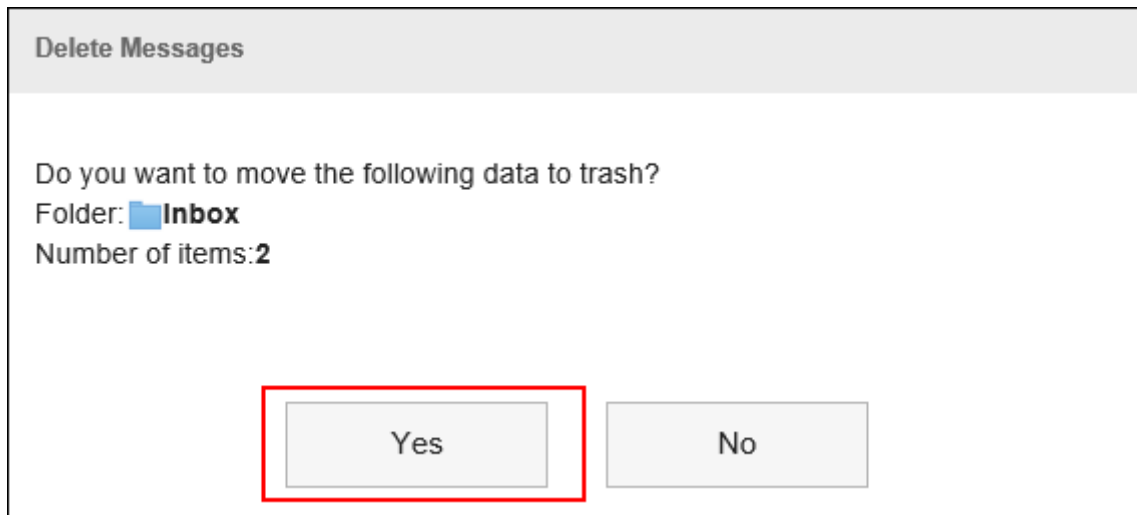 Delete Messages
Do you want to move the following data to trash?
Folder: Inbox
Number of items:2
Yes No